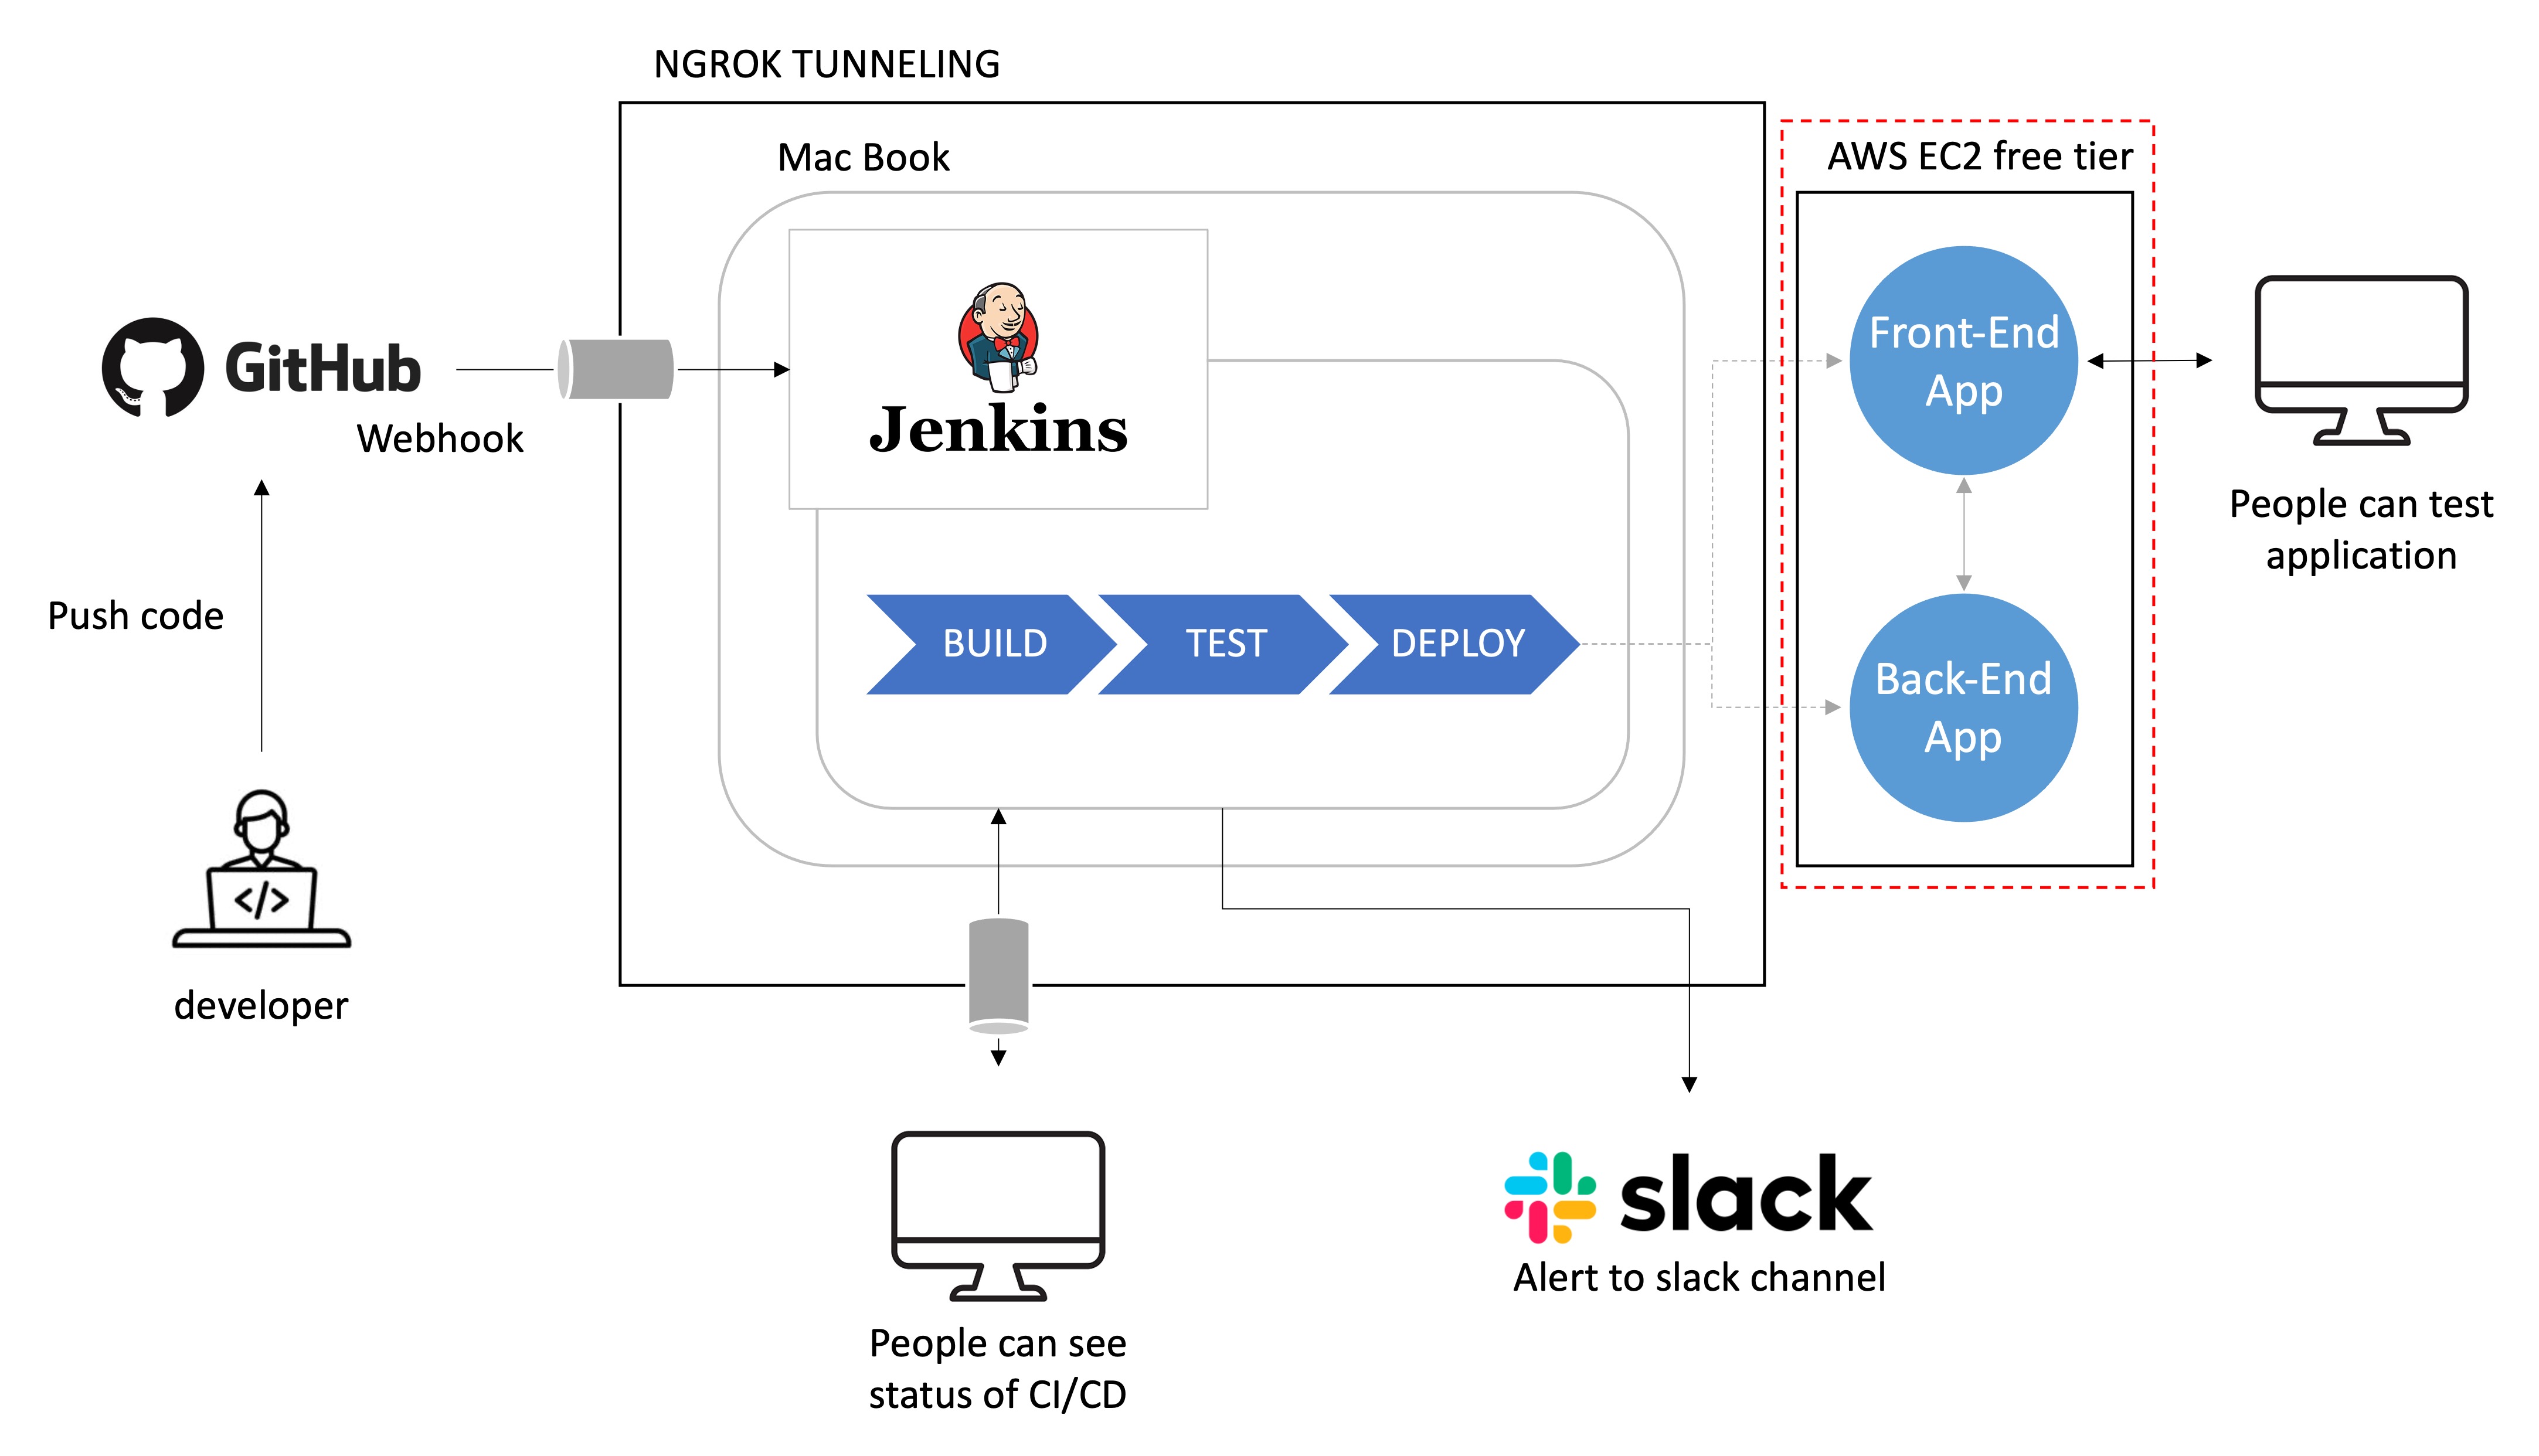 NGROK TUNNELING
Mac Book
AWS EC2 free tier
Jenkins
GitHub
Webhook
Front-End
App
People can test
application
Push code
BUILD
TEST
DEPLOY
Back-End
App
</>
developer
slack
Alert to slack channel
People can see
status of CI/CD